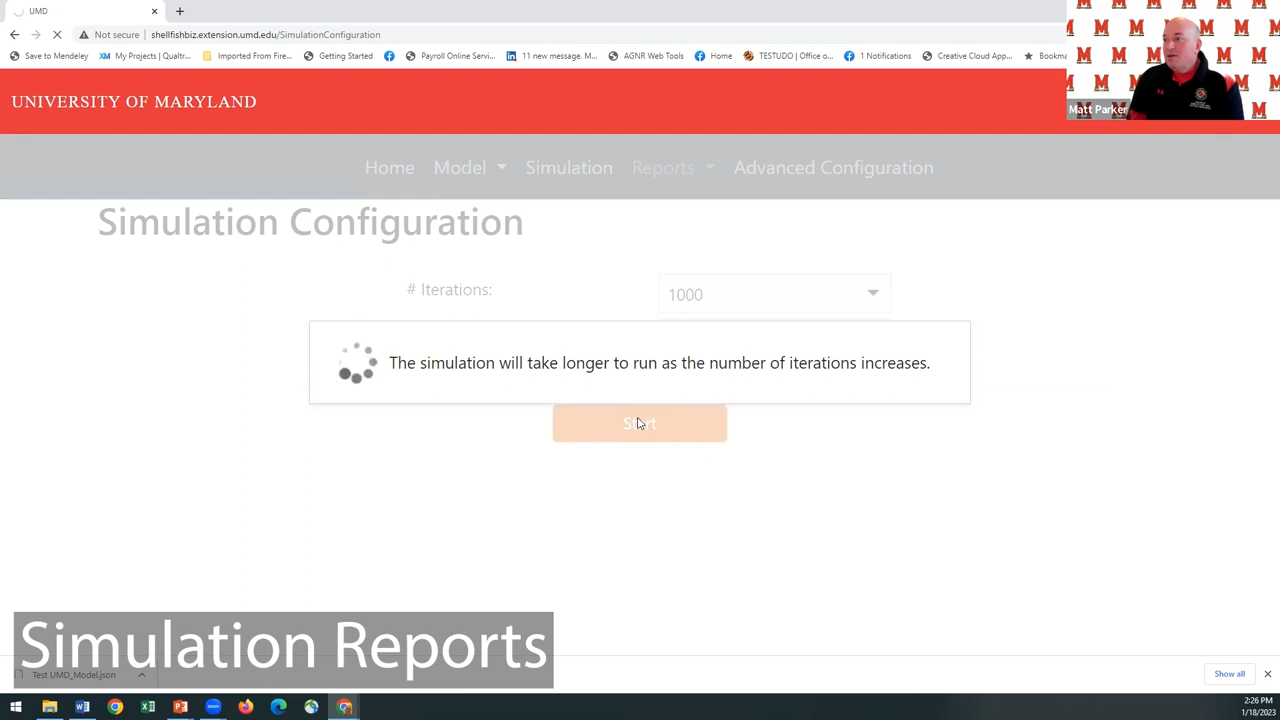 UMD
Not secure
shellfishbiz.extension.umd.edu/SimulationConfiguration
Save to Mendeley
My Projects (Qualtr...
Imported From Fire...
Getting Started
Payroll Online Servi...
11 new message. M...
AGNR Web Tools
Home
TESTUDO | Office o...
1 Notifications
Creative Cloud App...
Bookma
Matt Parker
UNIVERSITY OF MARYLAND
Home Model Simulation Reports Advanced Configuration
Simulation Configuration
# Iterations:
1000
The simulation will take longer to run as the number of iterations increases.
Start
Simulation Reports
Test UMD_Model.json
Show all
2:26 PM
1/18/2023